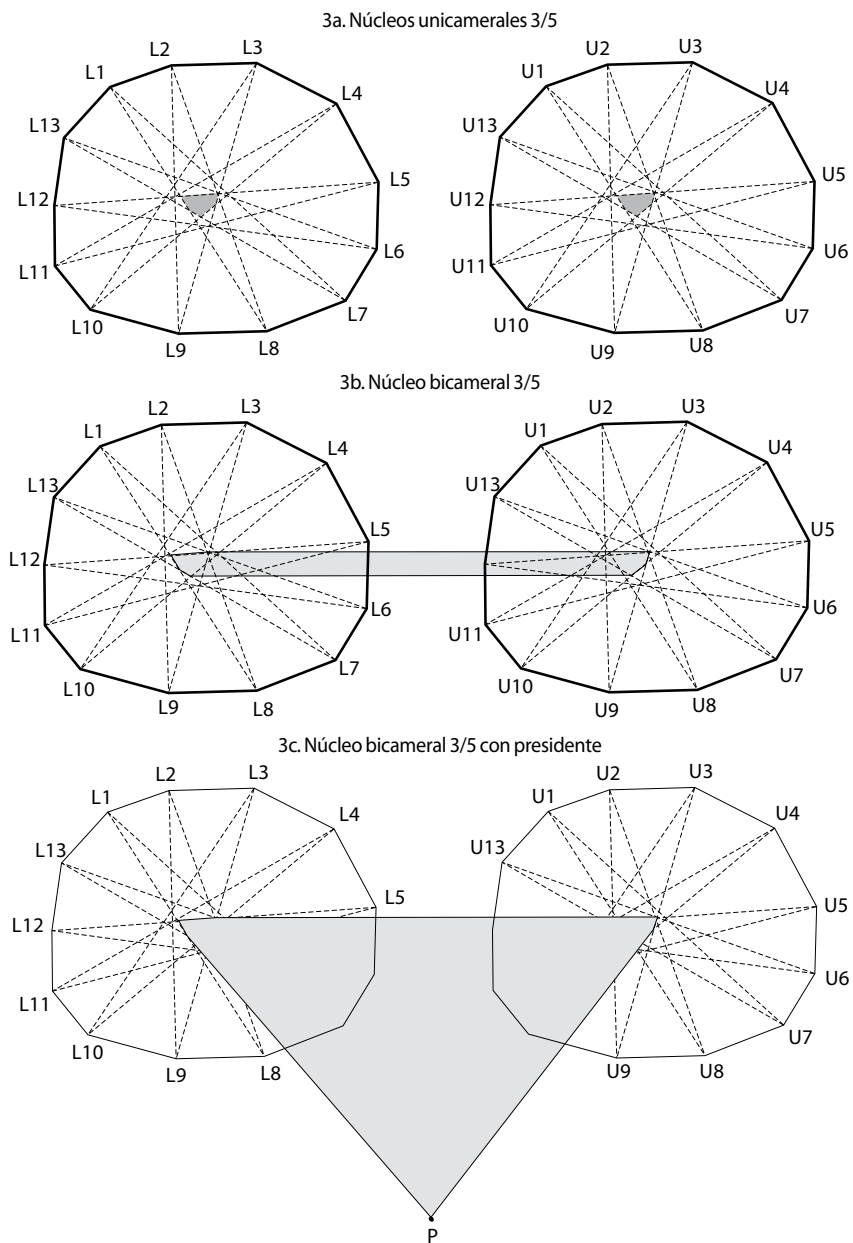 3a. Núcleos unicamerales 3/5
L1 L2 L3 L4 L5 L6 L7 L8 L9 L10 L11 L12 L13
U1 U2 U3 U4 U5 U6 U7 U8 U9 U10 U11 U12 U13
3b. Núcleo bicameral 3/5
L1 L2 L3 L4 L5 L6 L7 L8 L9 L10 L11 L12 L13
U1 U2 U3 U4 U5 U6 U7 U8 U9 U10 U11 U13
3c. Núcleo bicameral 3/5 con presidente
L1 L2 L3 L4 L5 L8 L9 L10 L11 L12 L13
U1 U2 U3 U4 U5 U6 U7 U8 U9 U13
P